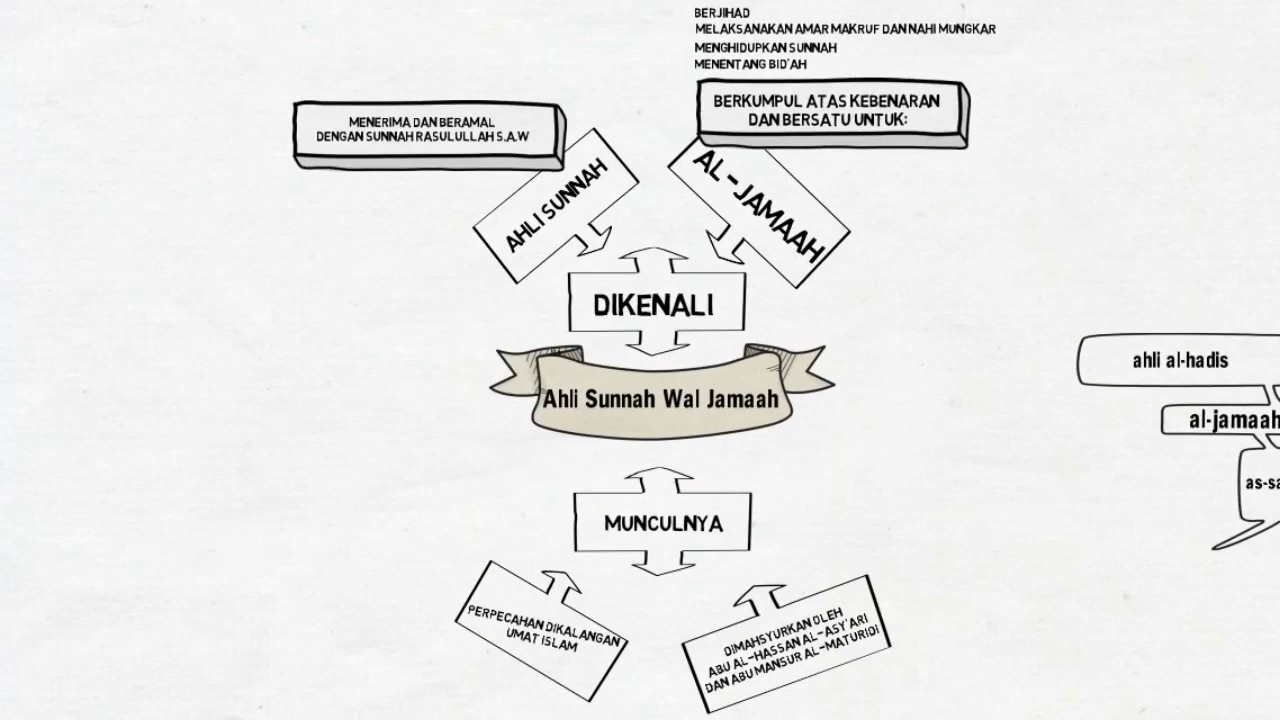 BERJIHAD
MELAKSANAKAN AMAR MAKRUF DAN NAHI MUNGKAR
MENGHIDUPKAN SUNNAH
MENENTANG BID'AH
BERKUMPUL ATAS KEBENARAN
DAN BERSATU UNTUK:
MENERIMA DAN BERAMAL
DENGAN SUNNAH RASULULLAH S.A.W
AHLI SUNNAH
AL-JAMAAH
DIKENALI
Ahli Sunnah Wal Jamaah
ahli al-hadis
al-jamaah
MUNCULNYA
PERPECAHAN DIKALANGAN
UMAT ISLAM
DIMAHSYURKAN OLEH
ABU AL-HASSAN AL-ASY'ARI
DAN ABU MANSUR AL-MATURIDI